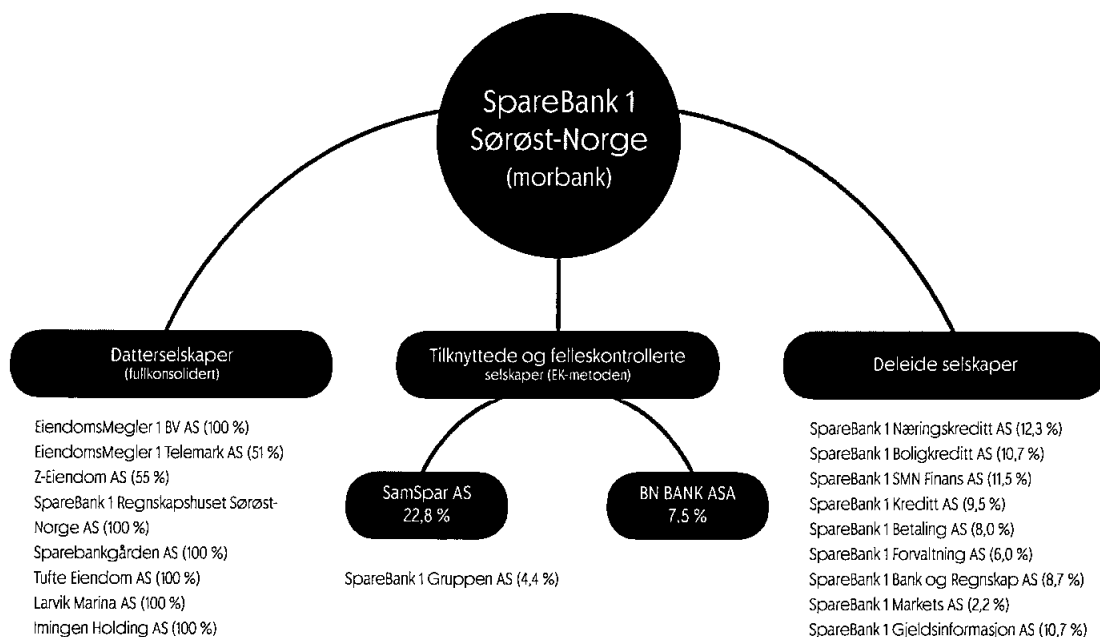 SpareBank 1
Sørøst-Norge
(morbank)
Datterselskaper
(fullkonsolidert)
EiendomsMegler 1 BV AS (100 %)
EiendomsMegler 1 Telemark AS (51 %)
Z-Eiendom AS (55 %)
SpareBank 1 Regnskapshuset Sørøst-
Norge AS (100 %)
Sparebankgården AS (100 %)
Tufte Eiendom AS (100 %)
Larvik Marina AS (100 %)
Imingen Holding AS (100 %)
Tilknyttede og felleskontrollerte
selskaper (EK-metoden)
SamSpar AS
22,8 %
BN BANK ASA
7,5 %
SpareBank 1 Gruppen AS (4,4 %)
Deleide selskaper
SpareBank 1 Næringskreditt AS (12,3 %)
SpareBank 1 Boligkreditt AS (10,7 %)
SpareBank 1 SMN Finans AS (11,5 %)
SpareBank 1 Kreditt AS (9,5 %)
SpareBank 1 Betaling AS (8,0 %)
SpareBank 1 Forvaltning AS (6,0 %)
SpareBank 1 Bank og Regnskap AS (8,7 %)
SpareBank 1 Markets AS (2,2 %)
SpareBank 1 Gjeldsinformasjon AS (10,7 %)